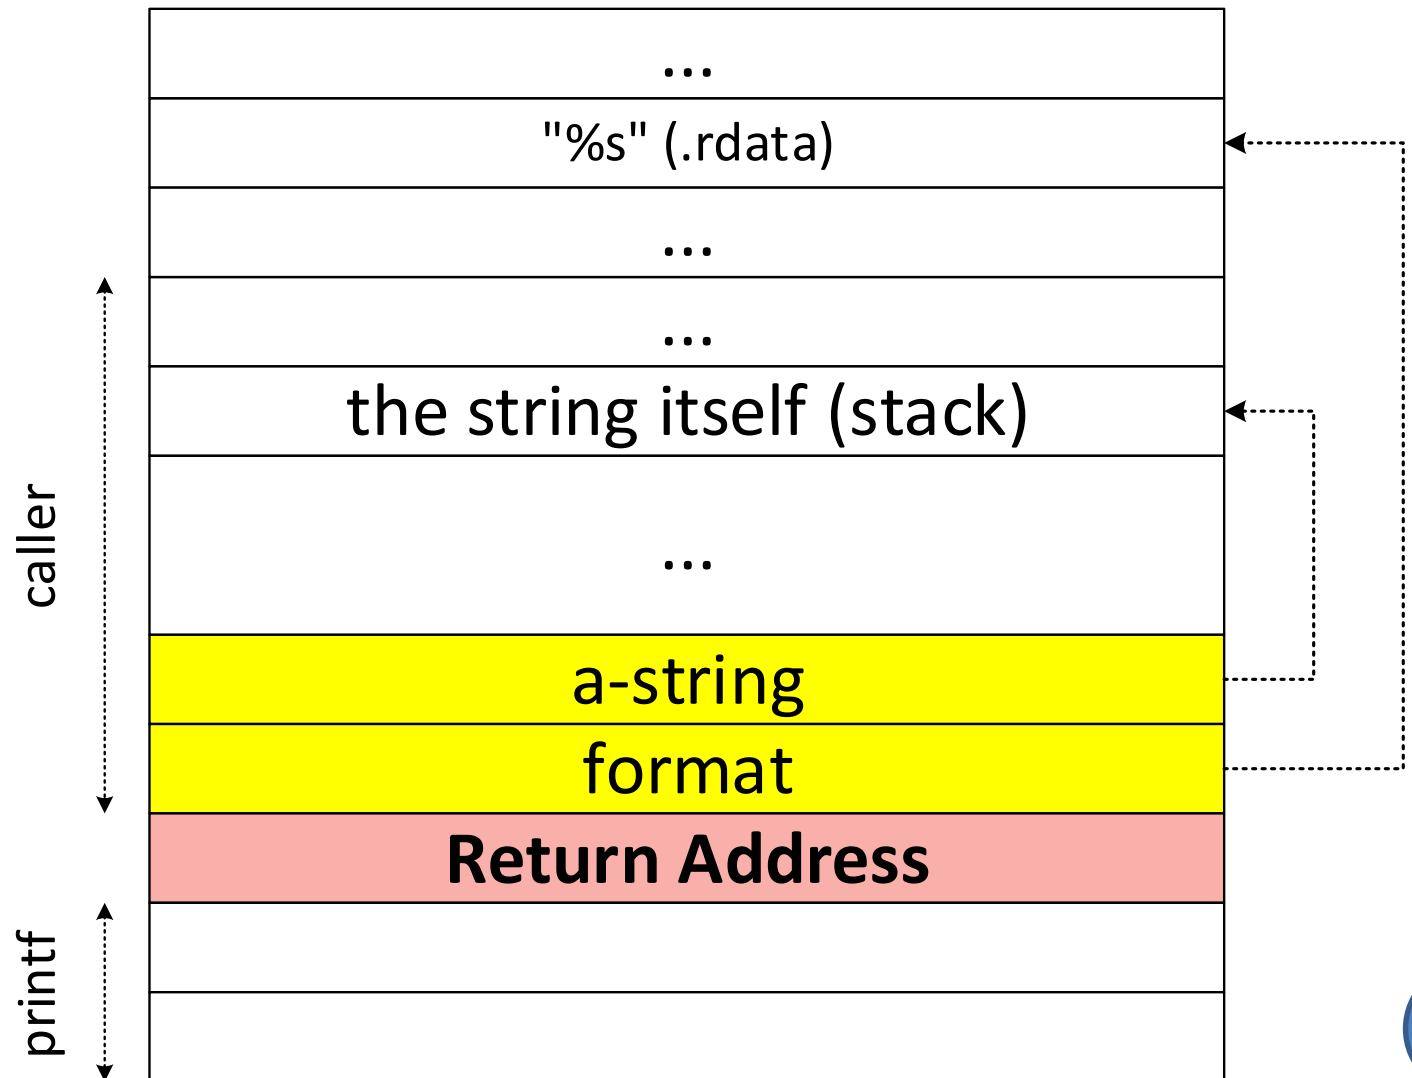 ...
"%s" (.rdata)
...
...
the string itself (stack)
...
a-string
format
Return Address
caller
printf